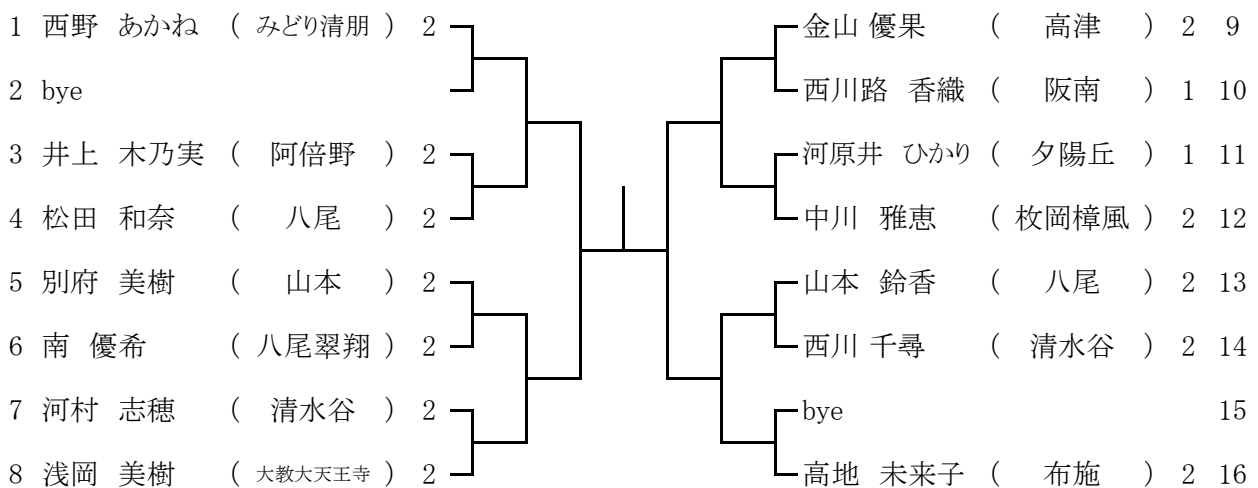 1 西野 あかね ( みどり清朋 ) 2
2 bye
3 井上 木乃実 ( 阿倍野 ) 2
4 松田 和奈 ( 八尾 ) 2
5 別府 美樹 ( 山本 ) 2
6 南 優希 ( 八尾翠翔 ) 2
7 河村 志穂 ( 清水谷 ) 2
8 浅岡 美樹 ( 大教大天王寺 ) 2
金山 優果 ( 高津 ) 2 9
西川路 香織 ( 阪南 ) 1 10
河原井 ひかり ( 夕陽丘 ) 1 11
中川 雅恵 ( 枚岡樟風 ) 2 12
山本 鈴香 ( 八尾 ) 2 13
西川 千尋 ( 清水谷 ) 2 14
bye 15
高地 未来子 ( 布施 ) 2 16